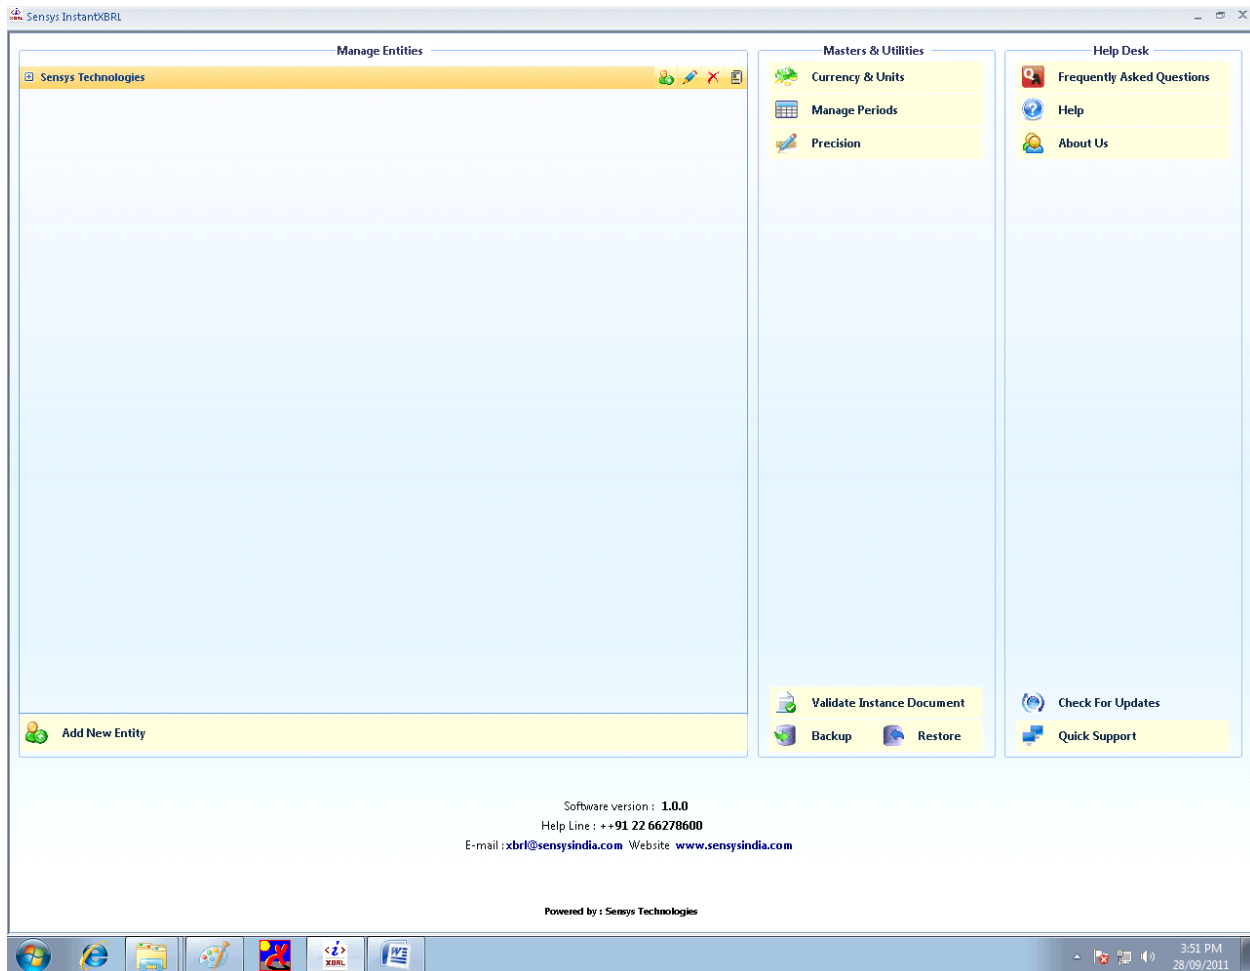 Sensys InstantXBRL
Manage Entities
Sensys Technologies
Add New Entity
Masters & Utilities
Currency & Units
Manage Periods
Precision
Validate Instance Document
Backup Restore
Help Desk
Frequently Asked Questions
Help
About Us
Check For Updates
Quick Support
Software version : 1.0.0
Help Line : ++91 22 66278600
E-mail : xbrl@sensysindia.com Website www.sensysindia.com
Powered by : Sensys Technologies
3:51 PM
28/09/2011